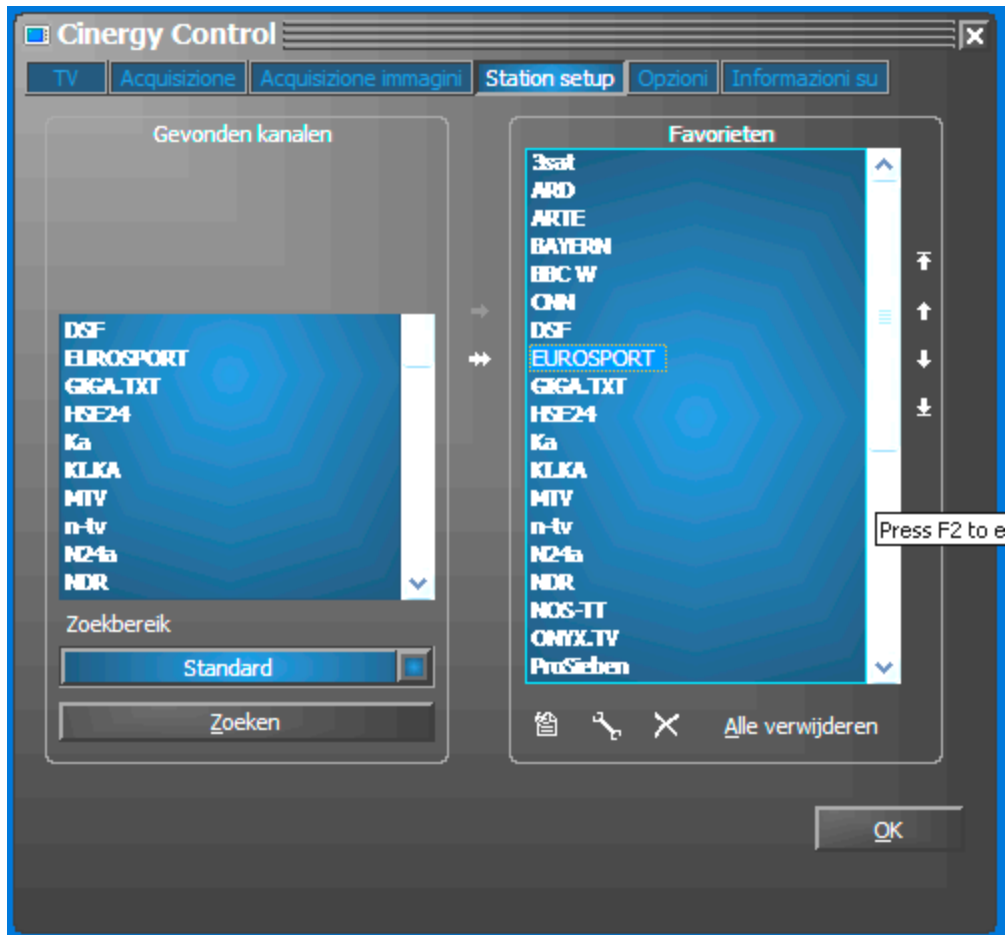 Cinergy Control
TV Acquisizione Acquisizione immagini Station setup Opzioni Informazioni su
Gevonden kanalen
DSF
EUROSPORT
GIGA.TXT
HSE24
Ka
KI.KA
MTV
n-tv
N24a
NDR
Zoekbereik
Standard
Zoeken
Favorieten
3sat
ARD
ARTE
BAYERN
BBC W
CNN
DSF
EUROSPORT
GIGA.TXT
HSE24
Ka
KI.KA
MTV
n-tv
N24a
NDR
NOS-TT
ONYX.TV
ProSieben
Alle verwijderen
Press F2 to e
OK